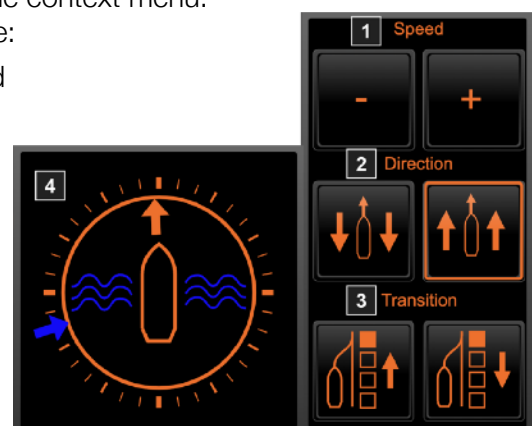 e context menu.
e:
d
1 Speed
- +
2 Direction
3 Transition
4